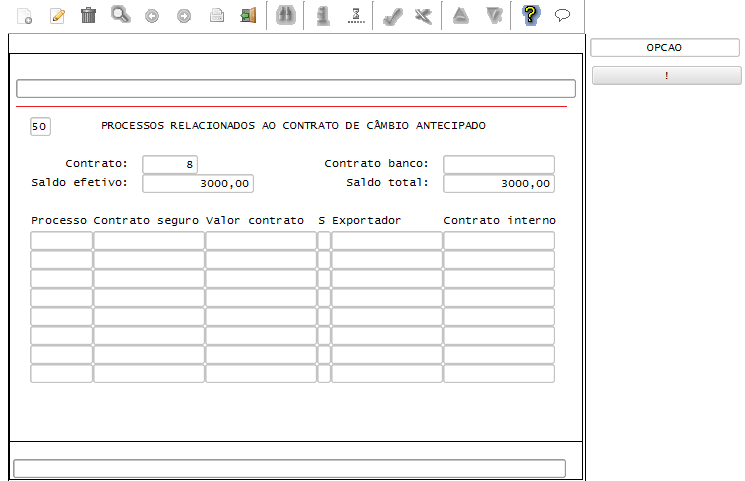 OPCAO
!
50 PROCESSOS RELACIONADOS AO CONTRATO DE CÂMBIO ANTECIPADO
Contrato: 8 Contrato banco:
Saldo efetivo: 3000,00 Saldo total: 3000,00
Processo Contrato seguro Valor contrato S Exportador Contrato interno